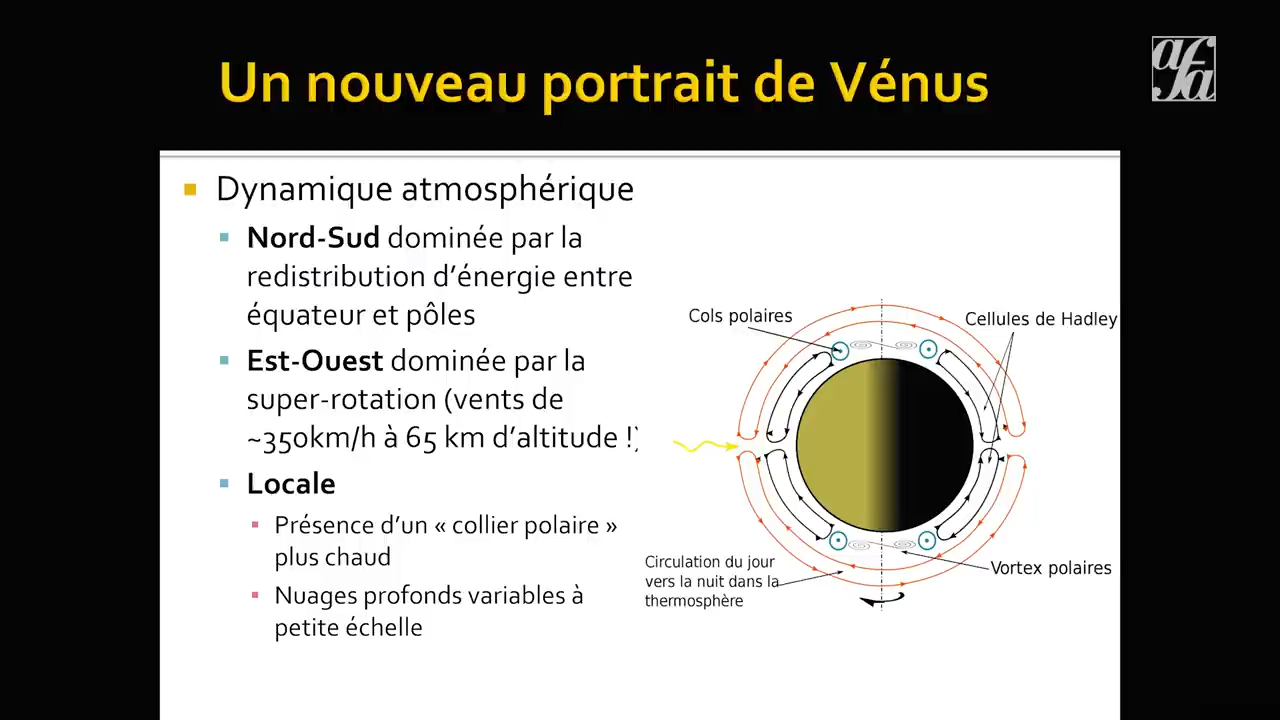 Un nouveau portrait de Vénus
afa
Dynamique atmosphérique
Nord-Sud dominée par la
redistribution d’énergie entre
équateur et pôles
Est-Ouest dominée par la
super-rotation (vents de
~350km/h à 65 km d’altitude !)
Locale
Présence d’un « collier polaire »
plus chaud
Nuages profonds variables à
petite échelle
Cols polaires
Cellules de Hadley
Circulation du jour
vers la nuit dans la
thermosphère
Vortex polaires